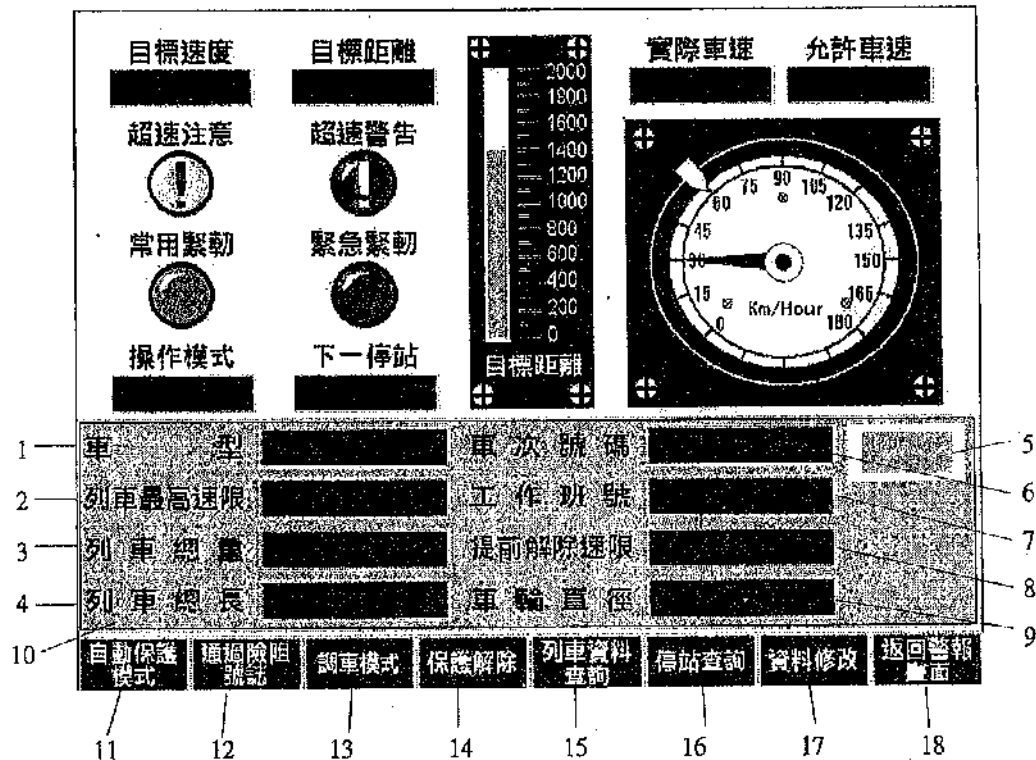 目標速度
目標距離
實際車速
允許車速
2000
1800
1600
1400
1200
1000
800
600
400
200
0
目標距離
超速注意
超速警告
常用緊軔
緊急緊軔
操作模式
下一停站
0
15
30
45
60
75
90
105
120
135
150
165
180
Km/Hour
1
車型
車次號碼
5
2
列車最高速限
工作班號
6
3
列車總重
提前解除速限
7
4
列車總長
車輪直徑
8
10
9
自動保護模式
通過險阻號誌
調車模式
保護解除
列車資料查詢
停站查詢
資料修改
返回警報畫面
11
12
13
14
15
16
17
18